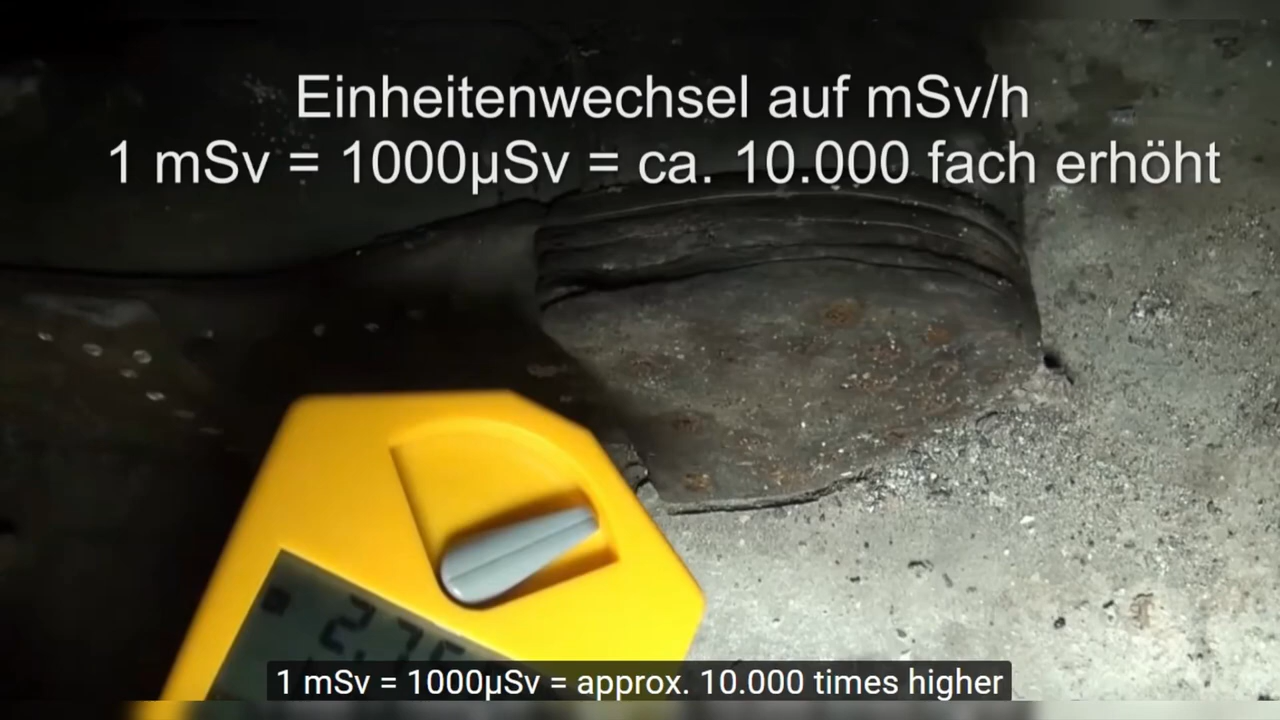 Einheitenwechsel auf mSv/h
1 mSv = 1000µSv = ca. 10.000 fach erhöht
1 mSv = 1000µSv = approx. 10.000 times higher